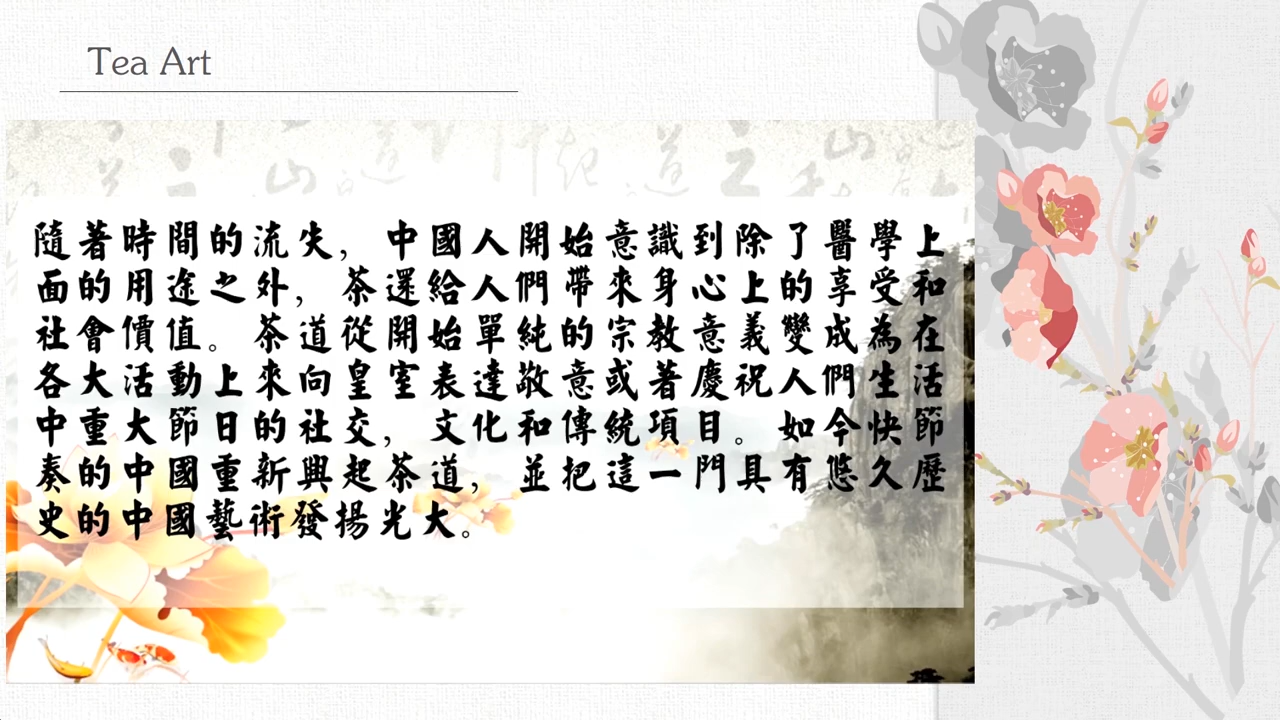 Tea Art
隨著時間的流失，中國人開始意識到除了醫學上
面的用途之外，茶還給人們帶來身心上的享受和
社會價值。茶道從開始單純的宗教意義變成為在
各大活動上來向皇室表達敬意或著慶祝人們生活
中重大節日的社交，文化和傳統項目。如今快節
奏的中國重新興起茶道，並把這一門具有悠久歷
史的中國藝術發揚光大。